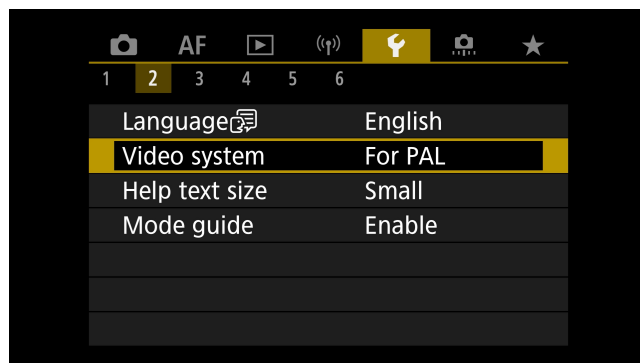 AF
1 2 3 4 5 6
Language English
Video system For PAL
Help text size Small
Mode guide Enable